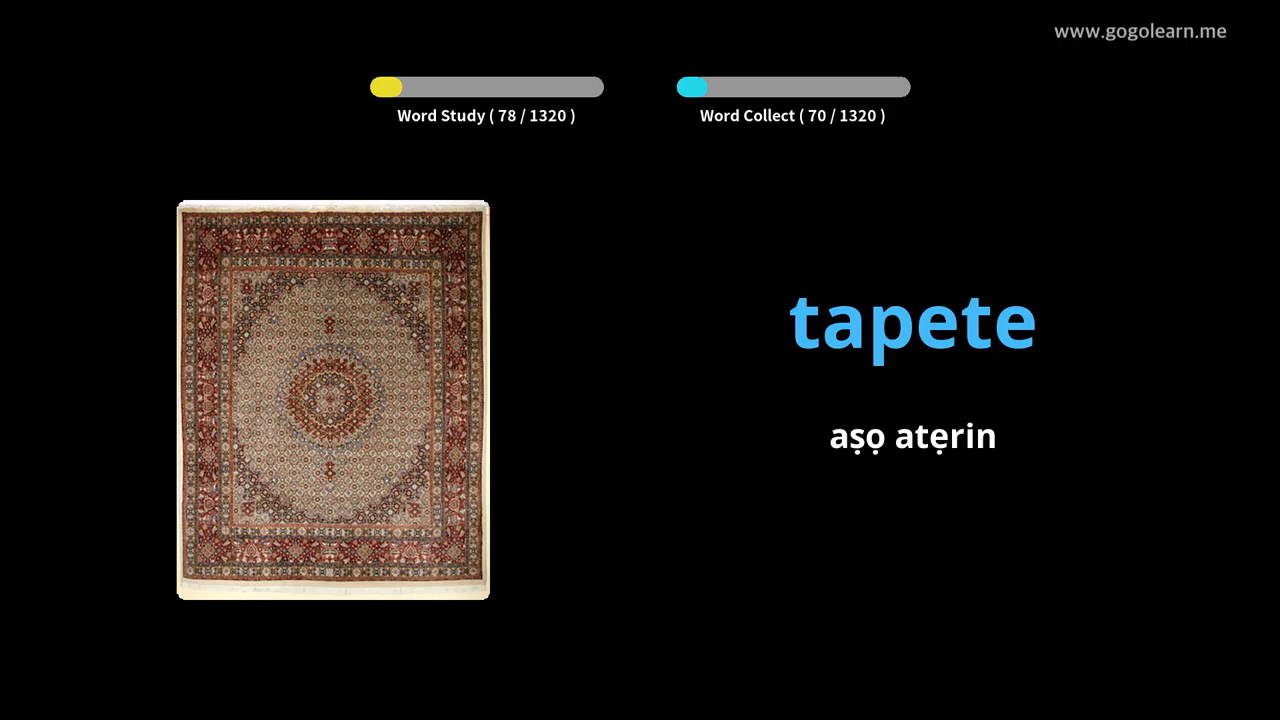 www.gogolearn.me
Word Study ( 78 / 1320 )
Word Collect ( 70 / 1320 )
tapete
aṣọ atẹrin